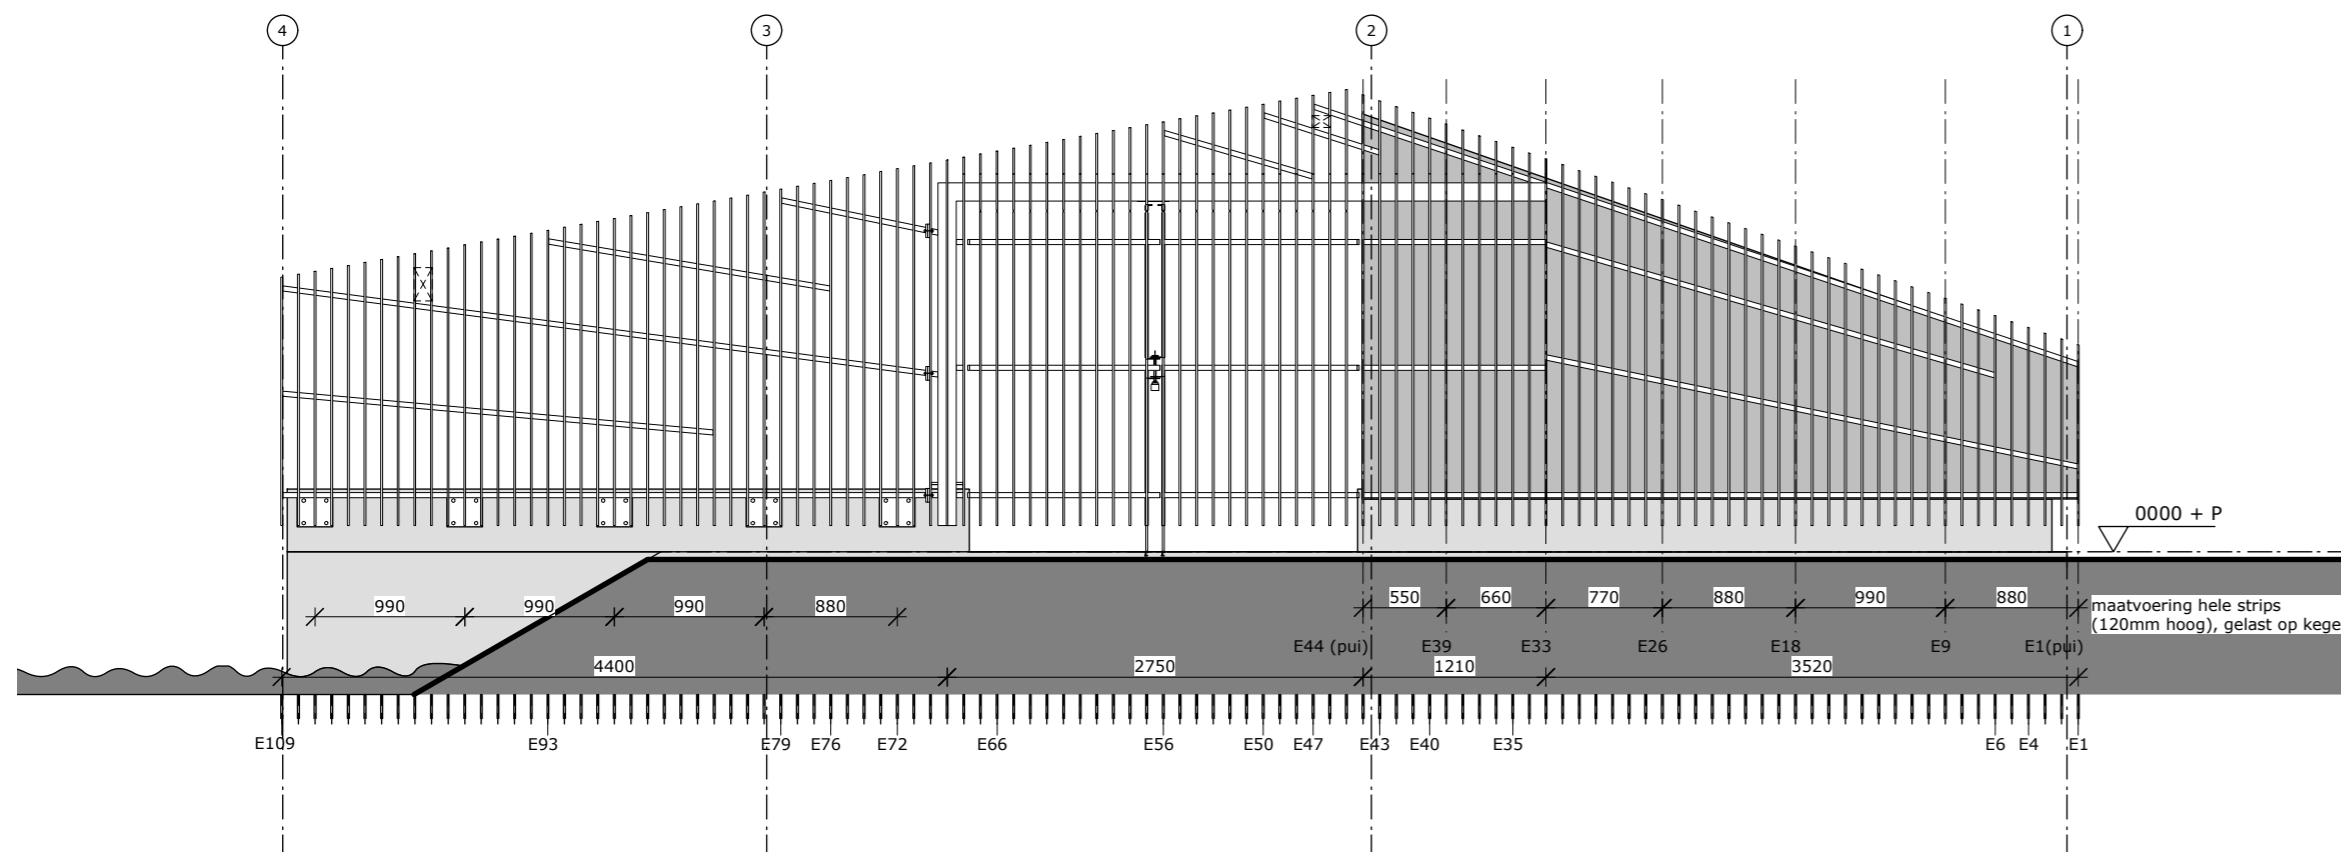 4 3 2 1
X
0000 + P
990 990 990 880 550 660 770 880 990 880
maatvoering hele strips
(120mm hoog), gelast op kege
E44 (pui) E39 E33 E26 E18 E9 E1(pui)
4400 2750 1210 3520
E109 E93 E79 E76 E72 E66 E56 E50 E47 E43 E40 E35 E6 E4 E1